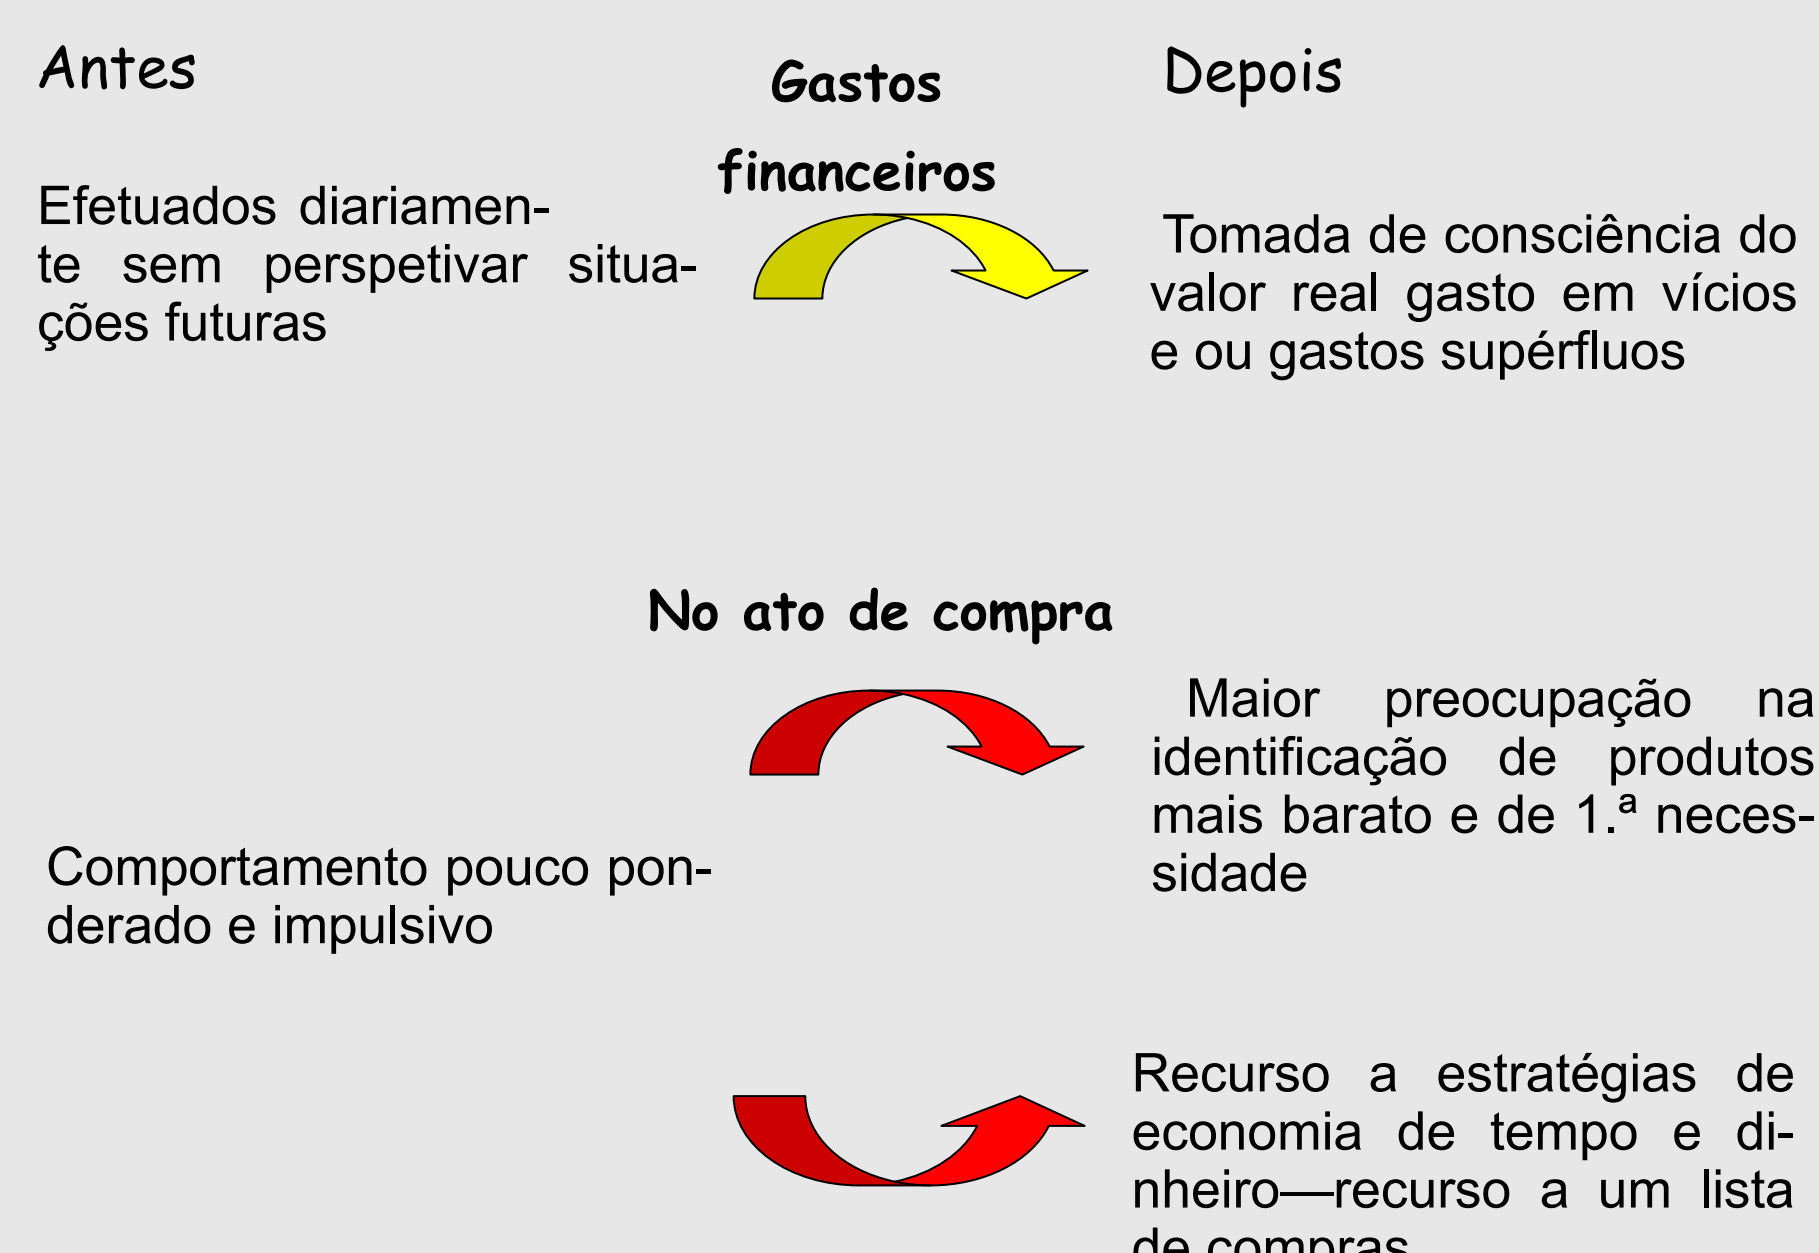 Antes
Gastos
financeiros
Depois
Efetuados diariamen-
te sem perspetivar situa-
ções futuras
Tomada de consciência do
valor real gasto em vícios
e ou gastos supérfluos
No ato de compra
Comportamento pouco pon-
derado e impulsivo
Maior preocupação na
identificação de produtos
mais barato e de 1.ª neces-
sidade
Recurso a estratégias de
economia de tempo e di-
nheiro—recurso a um lista
de compras